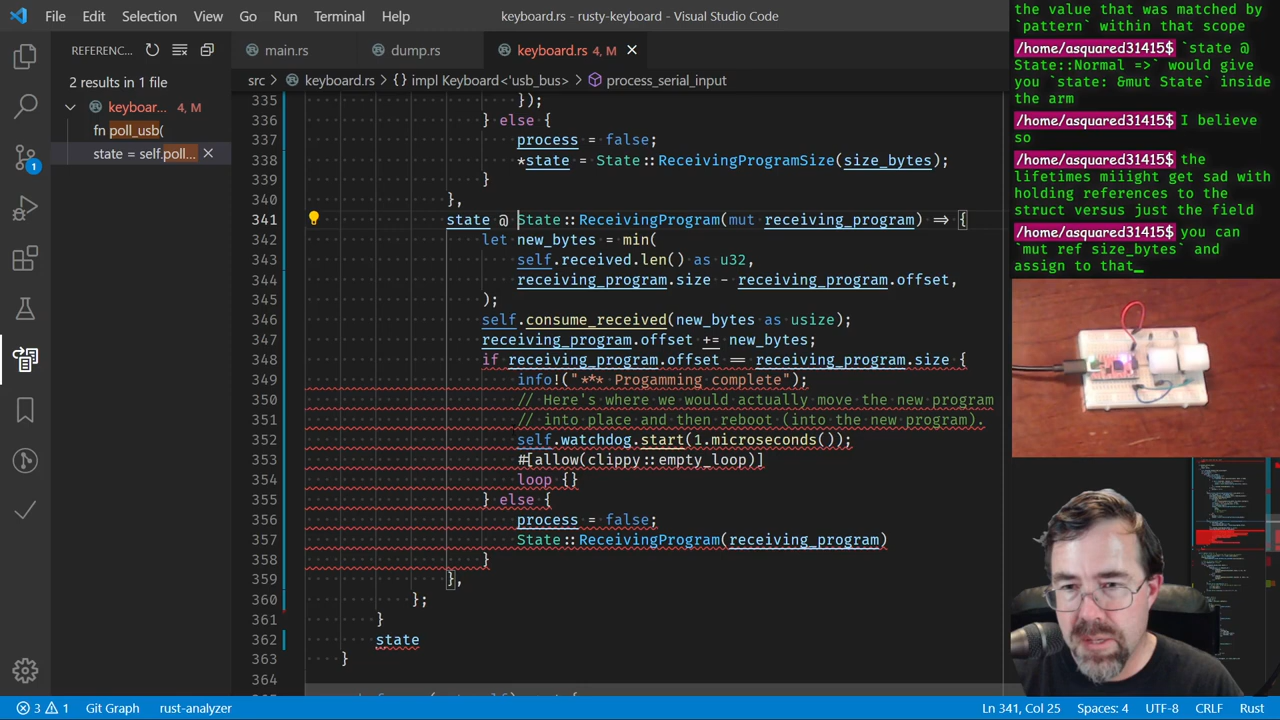 File Edit Selection View Go Run Terminal Help
keyboard.rs - rusty-keyboard - Visual Studio Code
REFERENC...
2 results in 1 file
keyboar... 4, M
fn poll_usb(
state = self.poll...
1
main.rs
dump.rs
keyboard.rs 4, M
src > keyboard.rs > {} impl Keyboard<'usb_bus> > process_serial_input
335 });
336 } else {
337 process = false;
338 *state = State::ReceivingProgramSize(size_bytes);
339 }
340 },
341 state @ State::ReceivingProgram(mut receiving_program) => {
342 let new_bytes = min(
343 self.received.len() as u32,
344 receiving_program.size - receiving_program.offset,
345 );
346 self.consume_received(new_bytes as usize);
347 receiving_program.offset += new_bytes;
348 if receiving_program.offset == receiving_program.size {
349 info!("*** Progamming complete");
350 // Here's where we would actually move the new program
351 // into place and then reboot (into the new program).
352 self.watchdog.start(1.microseconds());
353 #[allow(clippy::empty_loop)]
354 loop {}
355 } else {
356 process = false;
357 State::ReceivingProgram(receiving_program)
358 }
359 },
360 };
361 }
362 state
363 }
364
the value that was matched by
`pattern` within that scope
/home/asquared31415$ `state @
State::Normal =>` would give
you `state: &mut State` inside
the arm
/home/asquared31415$ I believe
so
/home/asquared31415$ the
lifetimes miiight get sad with
holding references to the
struct versus just the field
/home/asquared31415$ you can
`mut ref size_bytes` and
assign to that_
3 1 Git Graph rust-analyzer
Ln 341, Col 25 Spaces: 4 UTF-8 CRLF Rust